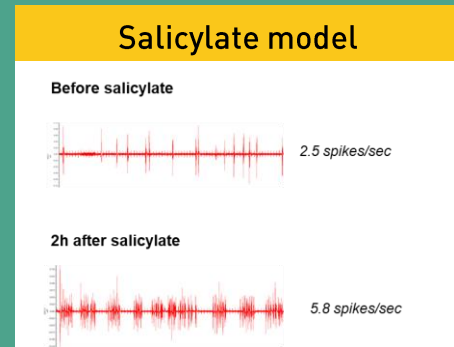 Salicylate model
Before salicylate
2.5 spikes/sec
2h after salicylate
5.8 spikes/sec